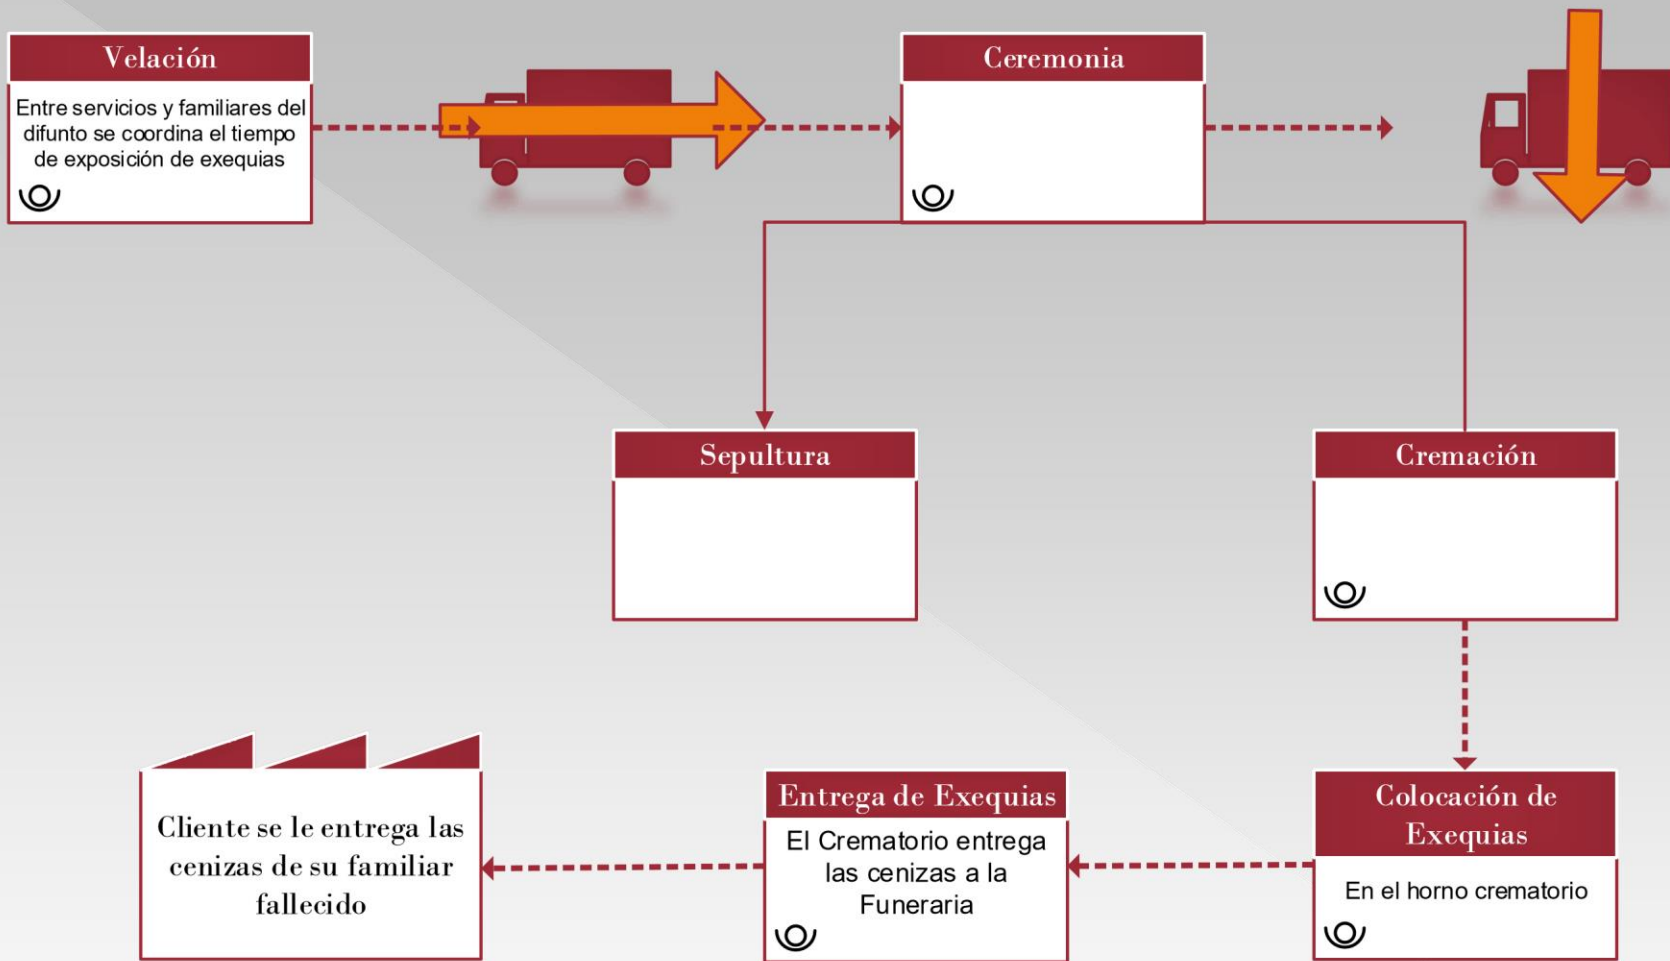 Velación
Entre servicios y familiares del
difunto se coordina el tiempo
de exposición de exequias
Ceremonia
Sepultura
Cremación
Cliente se le entrega las
cenizas de su familiar
fallecido
Entrega de Exequias
El Crematorio entrega
las cenizas a la
Funeraria
Colocación de
Exequias
En el horno crematorio